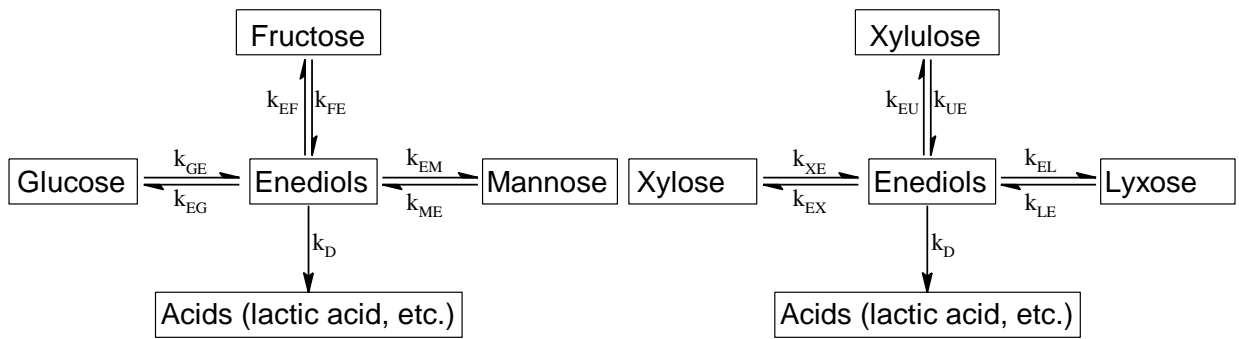 Fructose
k_EF k_FE
Glucose
k_GE
k_EG
Enediols
k_EM
k_ME
Mannose
k_D
Acids (lactic acid, etc.)
Xylulose
k_EU k_UE
Xylose
k_XE
k_EX
Enediols
k_EL
k_LE
Lyxose
k_D
Acids (lactic acid, etc.)